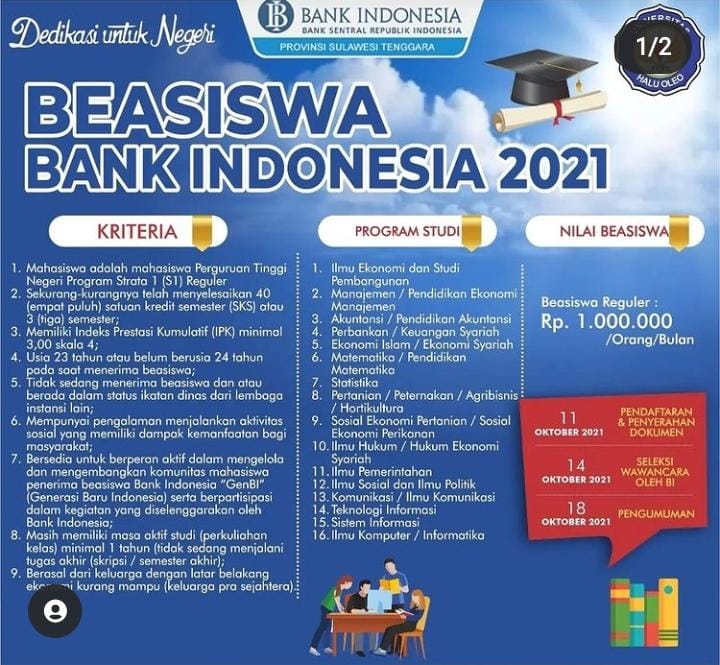 Dedikasi untuk Negeri
BANK INDONESIA
BANK SENTRAL REPUBLIK INDONESIA
PROVINSI SULAWESI TENGGARA
1/2
HALU OLEO
BEASISWA
BANK INDONESIA 2021
KRITERIA
1. Mahasiswa adalah mahasiswa Perguruan Tinggi
Negeri Program Strata 1 (S1) Reguler
2. Sekurang-kurangnya telah menyelesaikan 40
(empat puluh) satuan kredit semester (SKS) atau
3 (tiga) semester;
3. Memiliki Indeks Prestasi Kumulatif (IPK) minimal
3,00 skala 4;
4. Usia 23 tahun atau belum berusia 24 tahun
pada saat menerima beasiswa;
5. Tidak sedang menerima beasiswa dan atau
berada dalam status ikatan dinas dari lembaga
instansi lain;
6. Mempunyai pengalaman menjalankan aktivitas
sosial yang memiliki dampak kemanfaatan bagi
masyarakat;
7. Bersedia untuk berperan aktif dalam mengelola
dan mengembangkan komunitas mahasiswa
penerima beasiswa Bank Indonesia "GenBI"
(Generasi Baru Indonesia) serta berpartisipasi
dalam kegiatan yang diselenggarakan oleh
Bank Indonesia;
8. Masih memiliki masa aktif studi (perkuliahan
kelas) minimal 1 tahun (tidak sedang menjalani
tugas akhir (skripsi / semester akhir);
9. Berasal dari keluarga dengan latar belakang
ekonomi kurang mampu (keluarga pra sejahtera)
PROGRAM STUDI
1. Ilmu Ekonomi dan Studi
Pembangunan
2. Manajemen / Pendidikan Ekonomi
Manajemen
3. Akuntansi / Pendidikan Akuntansi
4. Perbankan / Keuangan Syariah
5. Ekonomi Islam / Ekonomi Syariah
6. Matematika / Pendidikan
Matematika
7. Statistika
8. Pertanian / Peternakan / Agribisnis
/ Hortikultura
9. Sosial Ekonomi Pertanian / Sosial
Ekonomi Perikanan
10. Ilmu Hukum / Hukum Ekonomi
Syariah
11. Ilmu Pemerintahan
12. Ilmu Sosial dan Ilmu Politik
13. Komunikasi / Ilmu Komunikasi
14. Teknologi Informasi
15. Sistem Informasi
16. Ilmu Komputer / Informatika
NILAI BEASISWA
Beasiswa Reguler :
Rp. 1.000.000
/Orang/Bulan
11
OKTOBER 2021
PENDAFTARAN
& PENYERAHAN
DOKUMEN
14
OKTOBER 2021
SELEKSI
WAWANCARA
OLEH BI
18
OKTOBER 2021
PENGUMUMAN